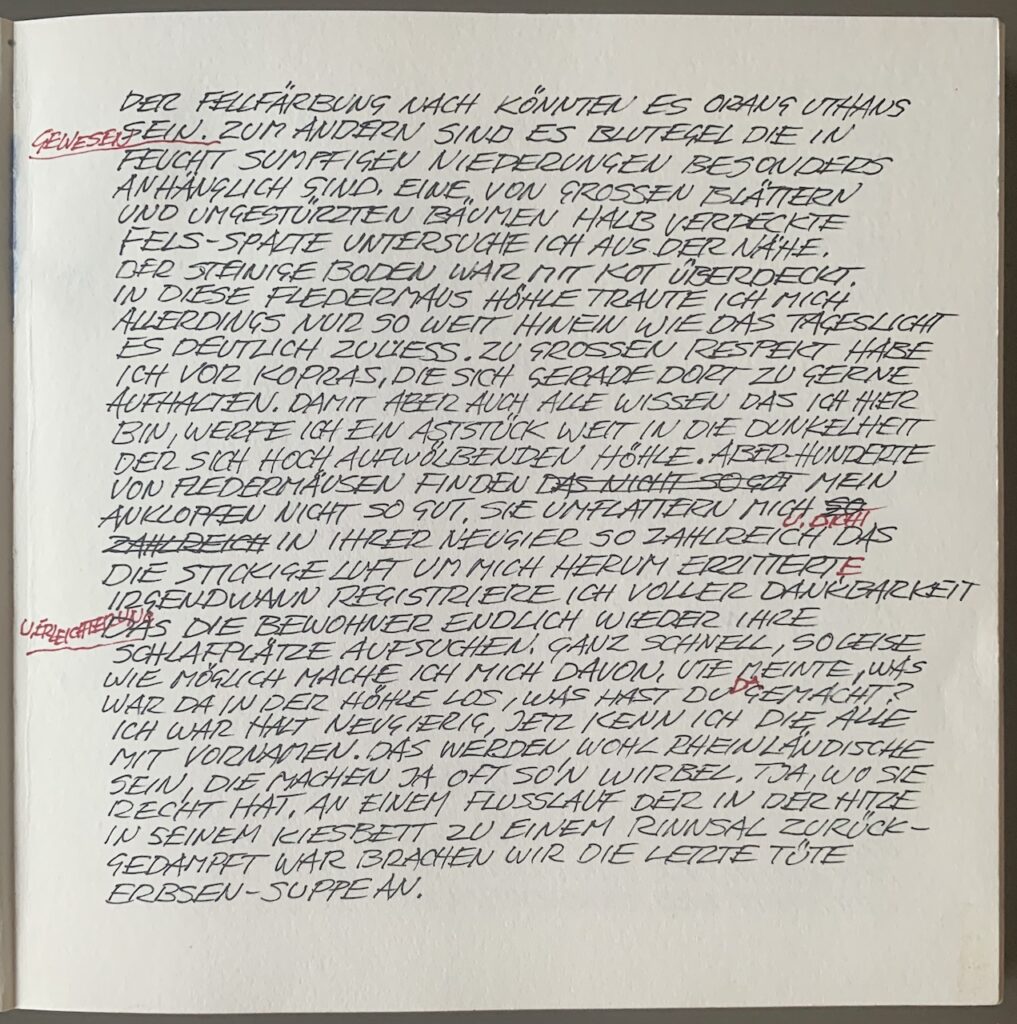 DER FELLFÄRBUNG NACH KÖNNTEN ES ORANG UTHANS
GEWESEN SEIN. ZUM ANDERN SIND ES BLUTEGEL DIE IN
FEUCHT SUMPFIGEN NIEDERUNGEN BESONDERS
ANHÄNGLICH SIND. EINE, VON GROSSEN BLÄTTERN
UND UMGESTÜRZTEN BÄUMEN HALB VERDECKTE
FELS-SPALTE UNTERSUCHE ICH AUS DER NÄHE.
DER STEINIGE BODEN WAR MIT KOT ÜBERDECKT.
IN DIESE FLEDERMAUS HÖHLE TRAUTE ICH MICH
ALLERDINGS NUR SO WEIT HINEIN WIE DAS TAGESLICHT
ES DEUTLICH ZULIESS. ZU GROSSEN RESPEKT HABE
ICH VOR KOPRAS, DIE SICH GERADE DORT ZU GERNE
AUFHALTEN. DAMIT ABER AUCH ALLE WISSEN DAS ICH HIER
BIN, WERFE ICH EIN ASTSTÜCK WEIT IN DIE DUNKELHEIT
DER SICH HOCH AUFWÖLBENDEN HÖHLE. ABER-HUNDERTE
VON FLEDERMÄUSEN FINDEN DAS NICHT SO GUT MEIN
ANKLOPFEN NICHT SO GUT. SIE UMFLATTERN MICH SO
U. DICHT
ZAHLREICH IN IHRER NEUGIER SO ZAHLREICH DAS
DIE STICKIGE LUFT UM MICH HERUM ERZITTERTE
IRGENDWANN REGISTRIERE ICH VOLLER DANKBARKEIT
U. ERLEICHTERUNG DAS DIE BEWOHNER ENDLICH WIEDER IHRE
SCHLAFPLÄTZE AUFSUCHEN. GANZ SCHNELL, SO LEISE
WIE MÖGLICH MACHE ICH MICH DAVON. UTE MEINTE, WAS
WAR DA IN DER HÖHLE LOS, WAS HAST DU DA GEMACHT?
ICH WAR HALT NEUGIERIG, JETZ KENN ICH DIE ALLE
MIT VORNAMEN. DAS WERDEN WOHL RHEINLÄNDISCHE
SEIN, DIE MACHEN JA OFT SO'N WIRBEL. TJA, WO SIE
RECHT HAT. AN EINEM FLUSSLAUF DER IN DER HITZE
IN SEINEM KIESBETT ZU EINEM RINNSAL ZURÜCK-
GEDAMPFT WAR BRACHEN WIR DIE LETZTE TÜTE
ERBSEN-SUPPE AN.